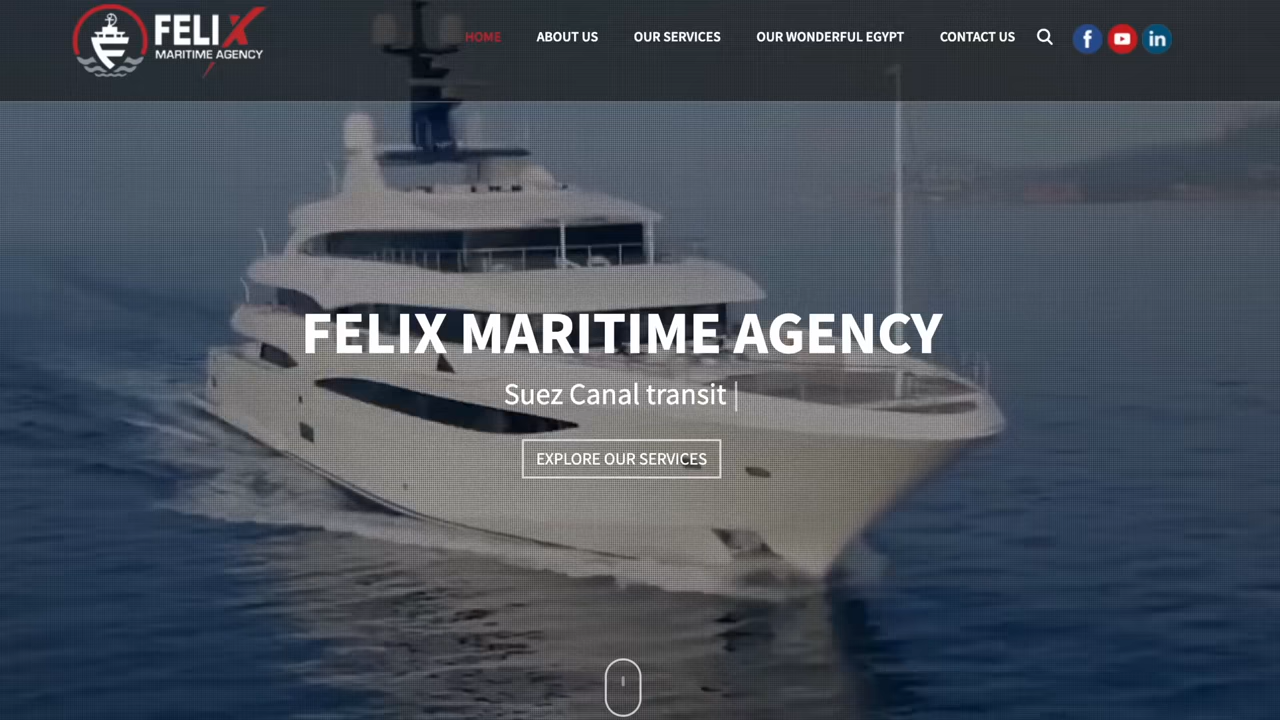 FELIX
MARITIME AGENCY
HOME
ABOUT US
OUR SERVICES
OUR WONDERFUL EGYPT
CONTACT US
FELIX MARITIME AGENCY
Suez Canal transit |
EXPLORE OUR SERVICES